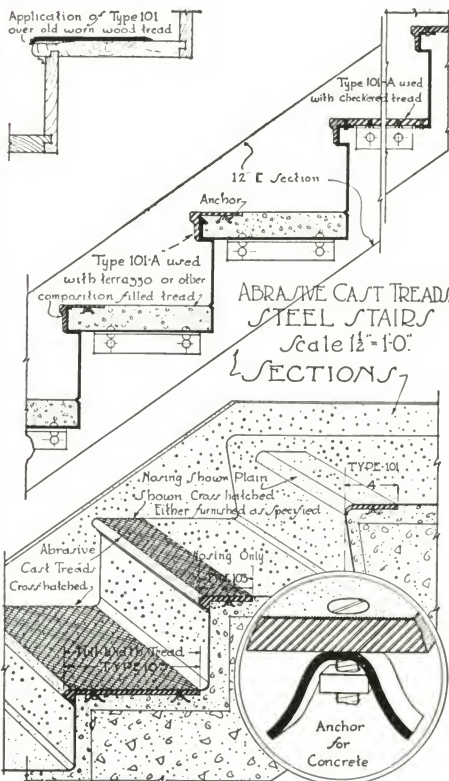 Application of Type 101
over old worn wood tread
Type 101-A used
with checkered tread
12" [ section
Anchor
Type 101-A used
with terrazzo or other
composition filled tread
ABRASIVE CAST TREADS
STEEL STAIRS
Scale 1½" = 1'-0".
SECTIONS
Nosing Shown Plain
Shown Cross hatched
Either furnished as specified
TYPE-101
4
Abrasive
Cast Treads
Cross hatched
Nosing Only
TYPE 103
Full Width Tread
Anchor
for
Concrete